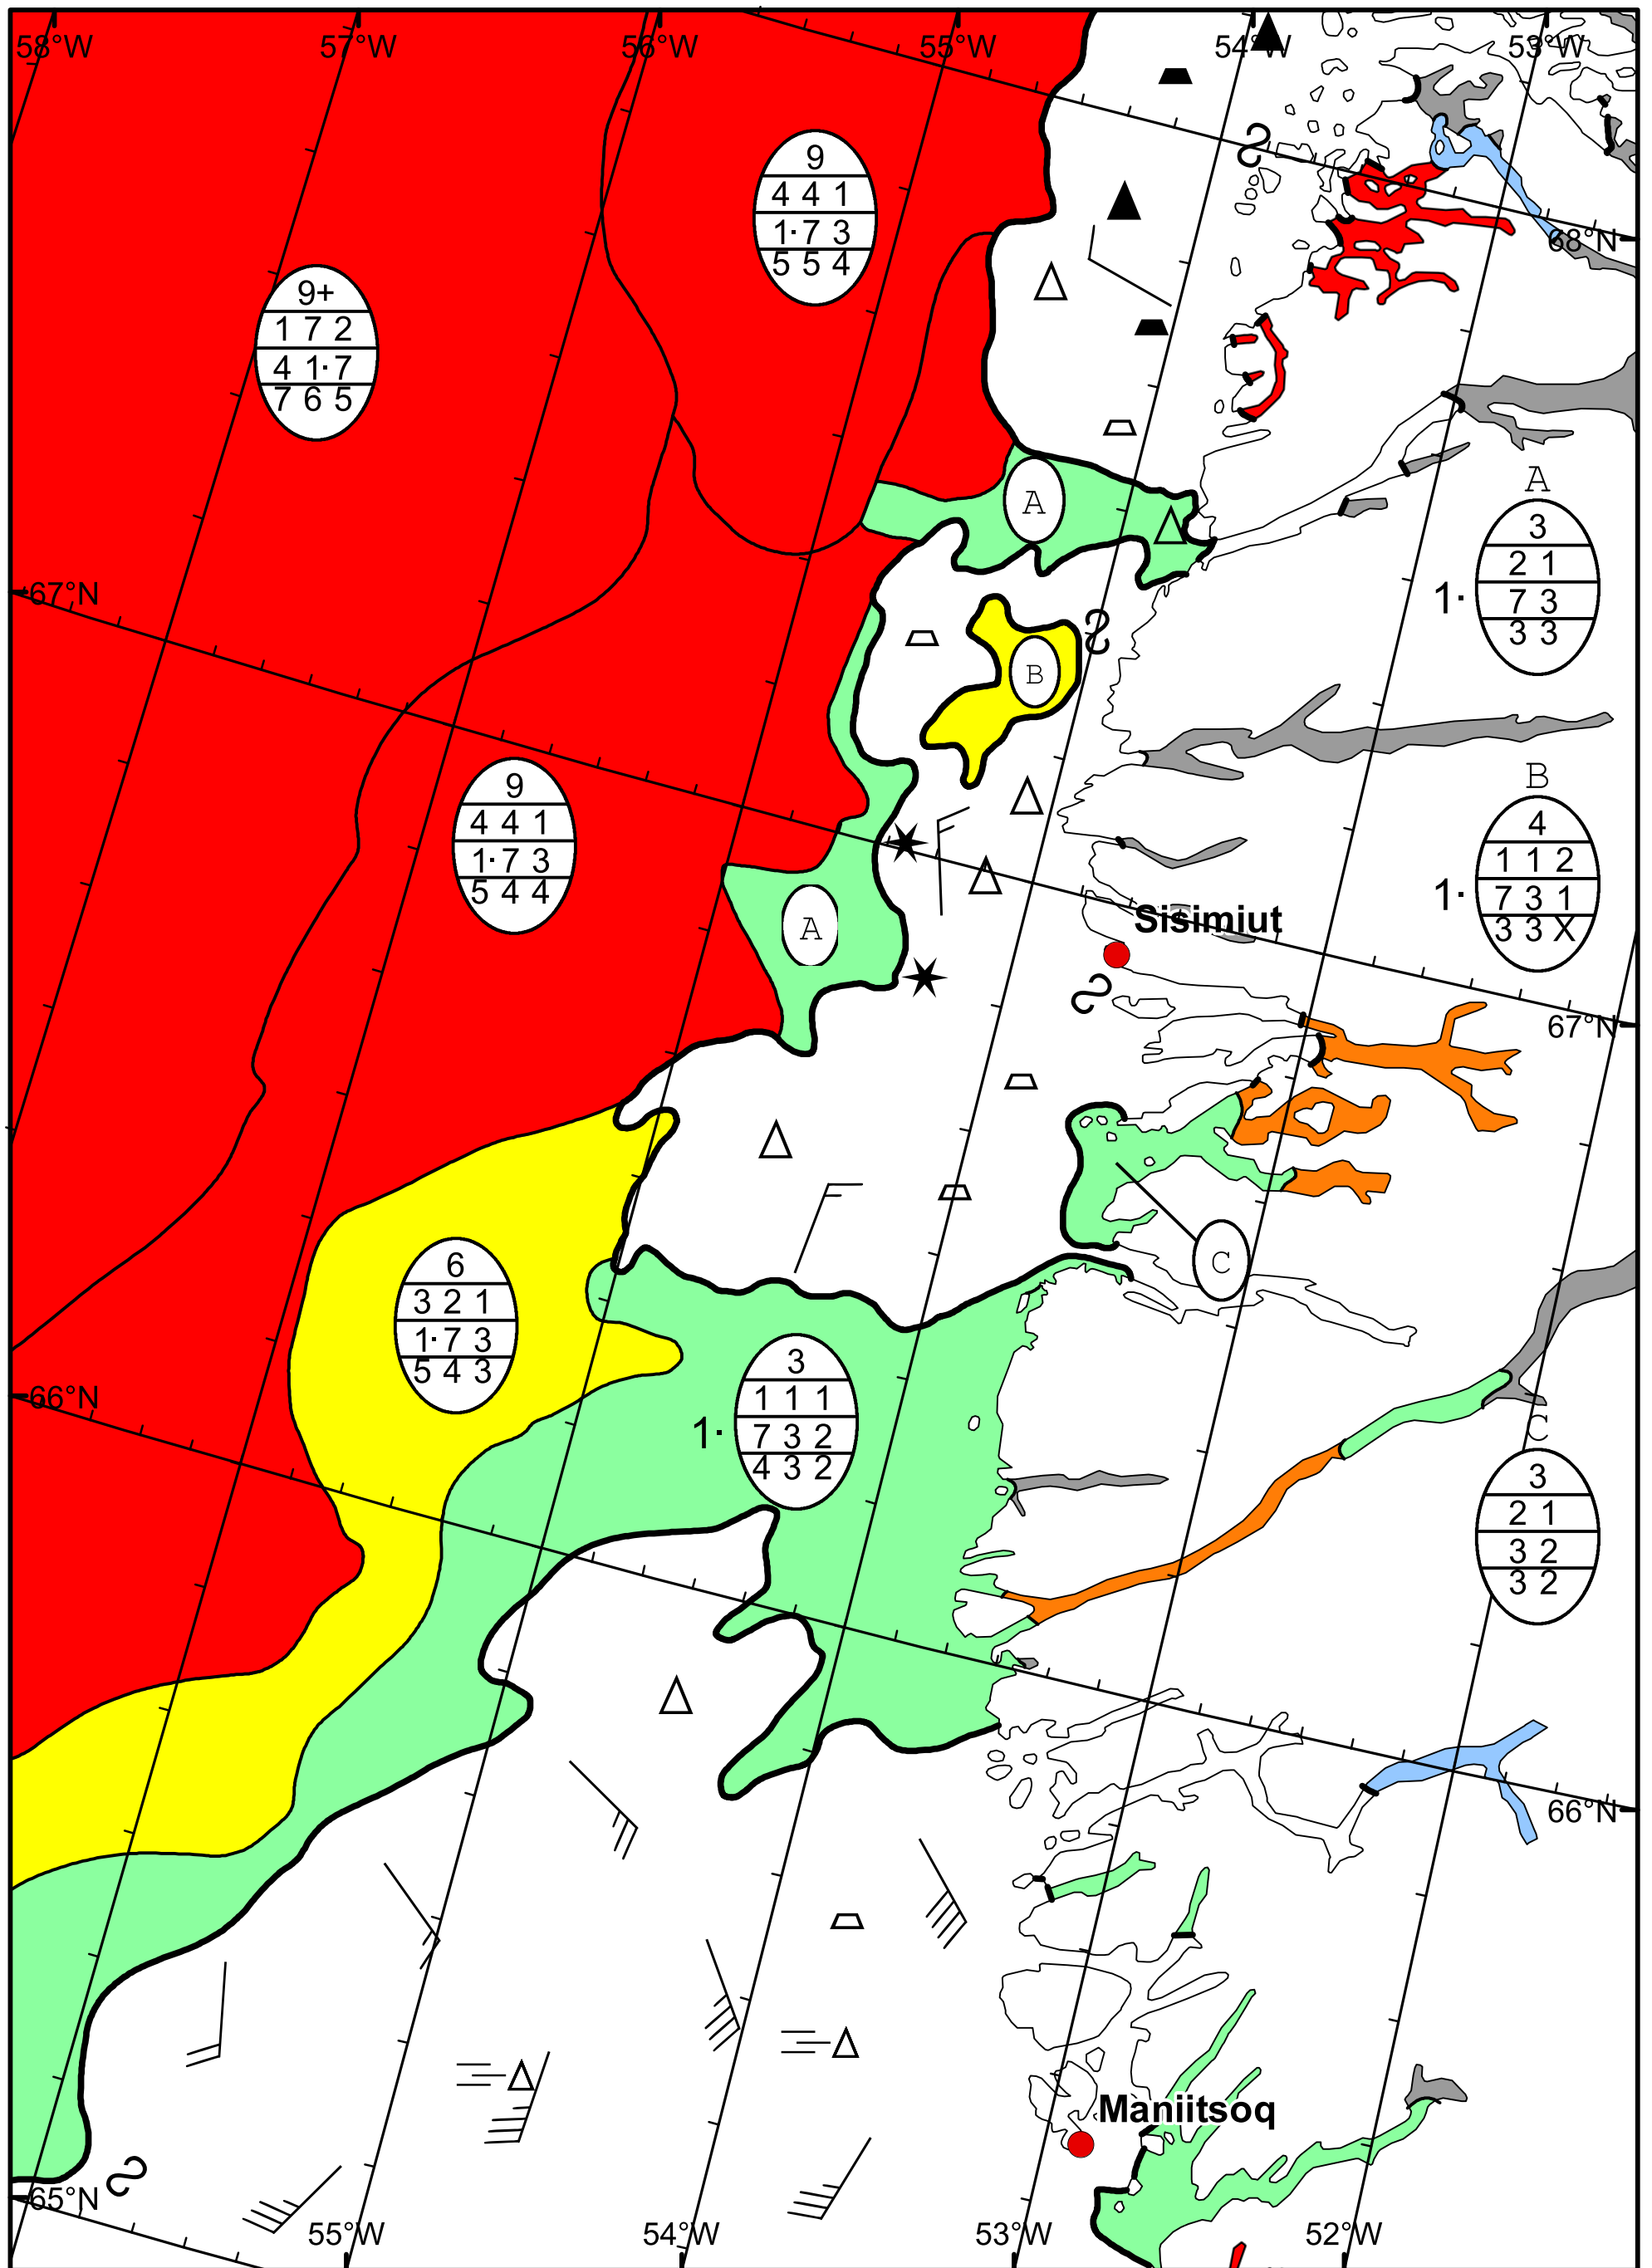 58°W 57°W 56°W 55°W 54°W 53°W
9
4 4 1
1· 7 3
5 5 4
68°N
9+
1 7 2
4 1· 7
7 6 5
A
A
3
2 1
1· 7 3
3 3
67°N
B
B
4
1 1 2
1· 7 3 1
3 3 X
9
4 4 1
1· 7 3
5 4 4
A
Sisimiut
67°N
C
6
3 2 1
1· 7 3
5 4 3
3
1 1 1
1· 7 3 2
4 3 2
66°N
C
3
2 1
3 2
3 2
66°N
Maniitsoq
65°N
55°W 54°W 53°W 52°W